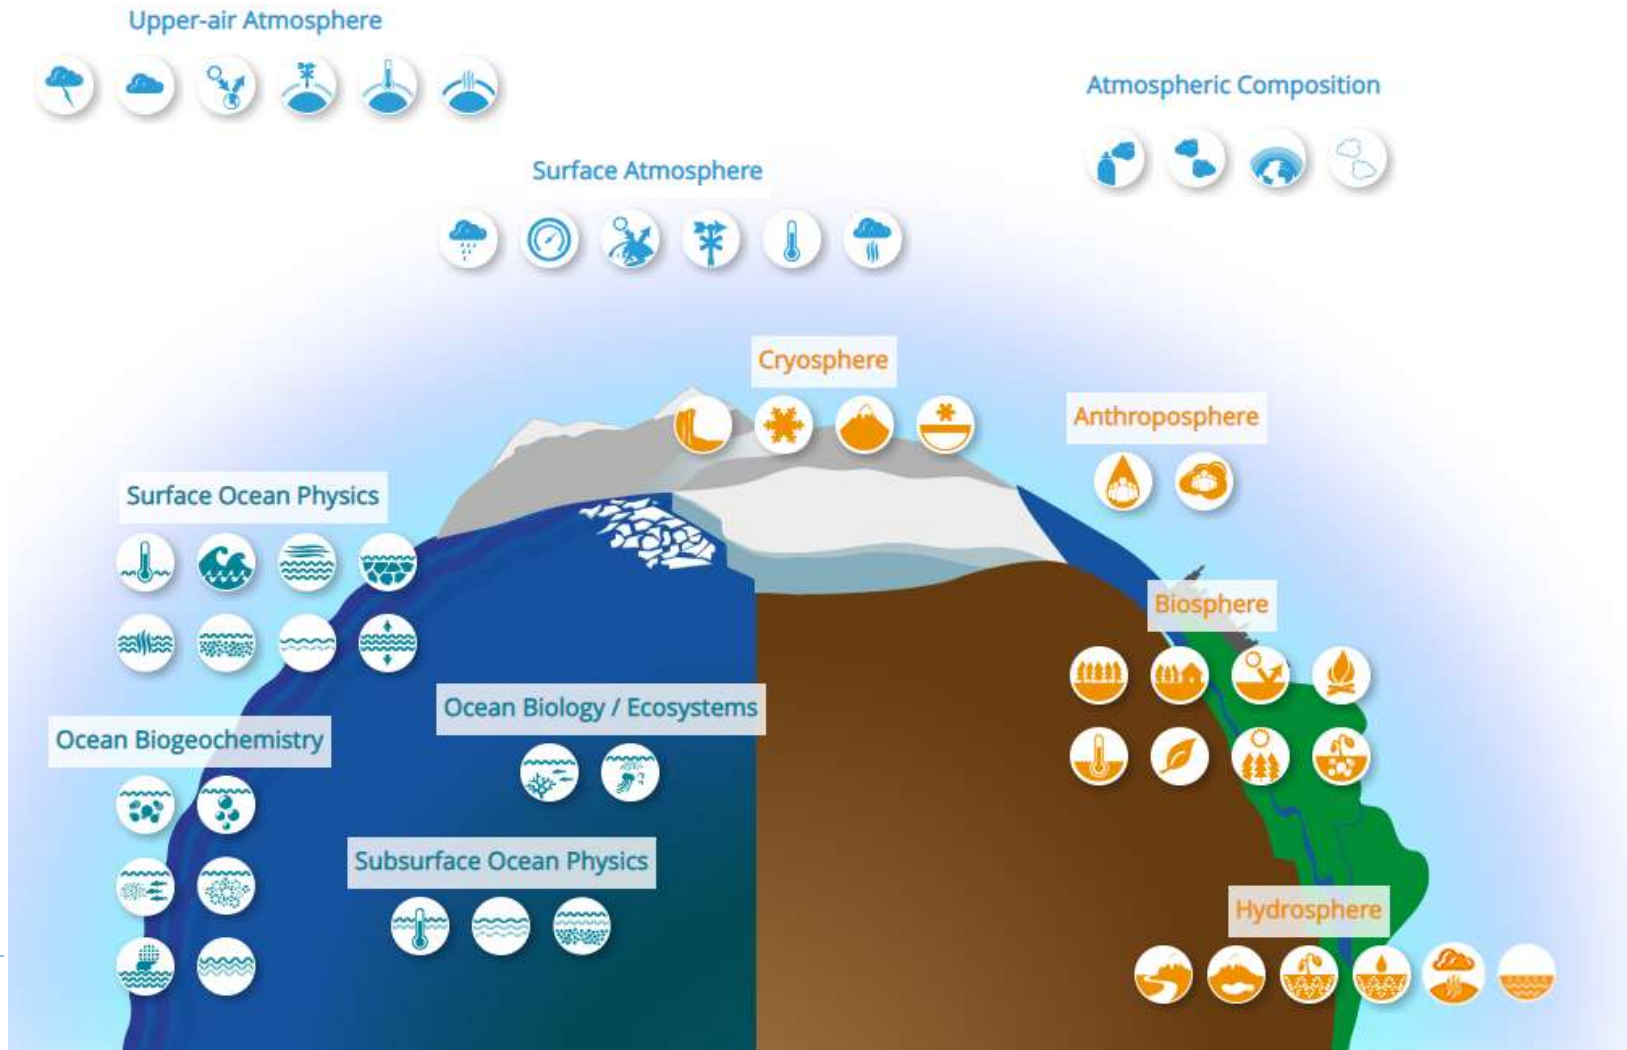 Upper-air Atmosphere
Atmospheric Composition
Surface Atmosphere
Cryosphere
Anthroposphere
Surface Ocean Physics
Biosphere
Ocean Biology / Ecosystems
Ocean Biogeochemistry
Subsurface Ocean Physics
Hydrosphere